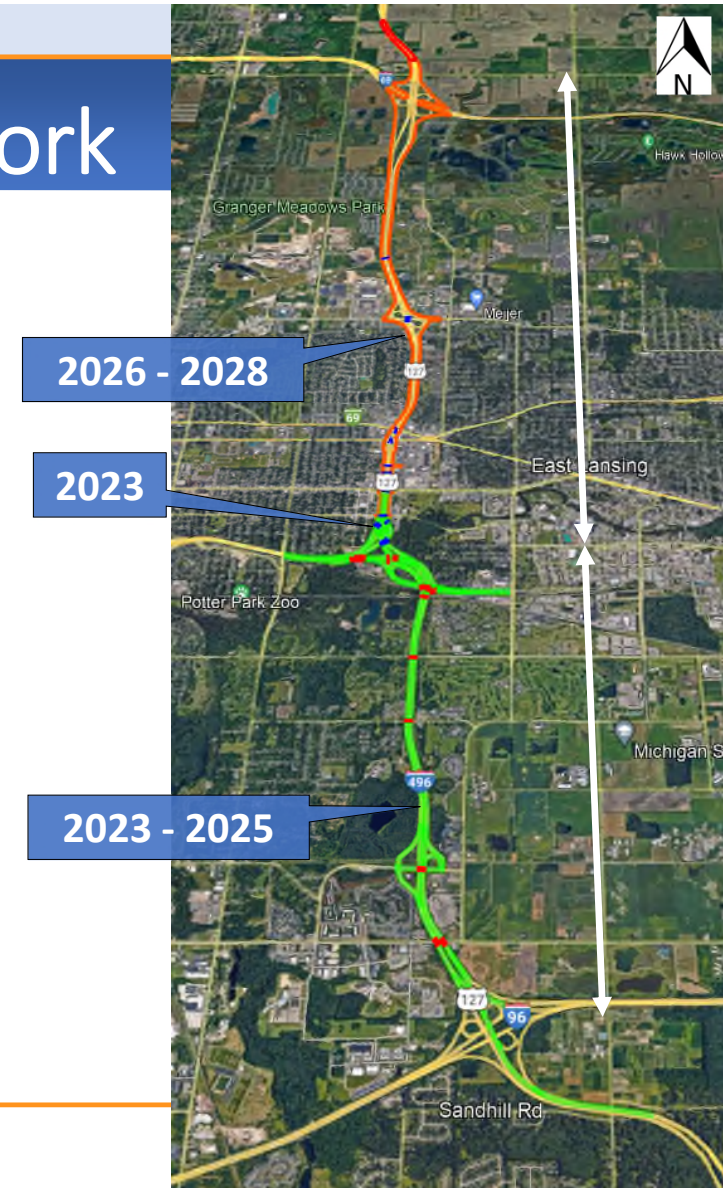 ork
N
69
Hawk Hollow
Granger Meadows Park
Meijer
2026 - 2028
127
69
East Lansing
2023
127
Potter Park Zoo
Michigan S
496
2023 - 2025
127
96
Sandhill Rd